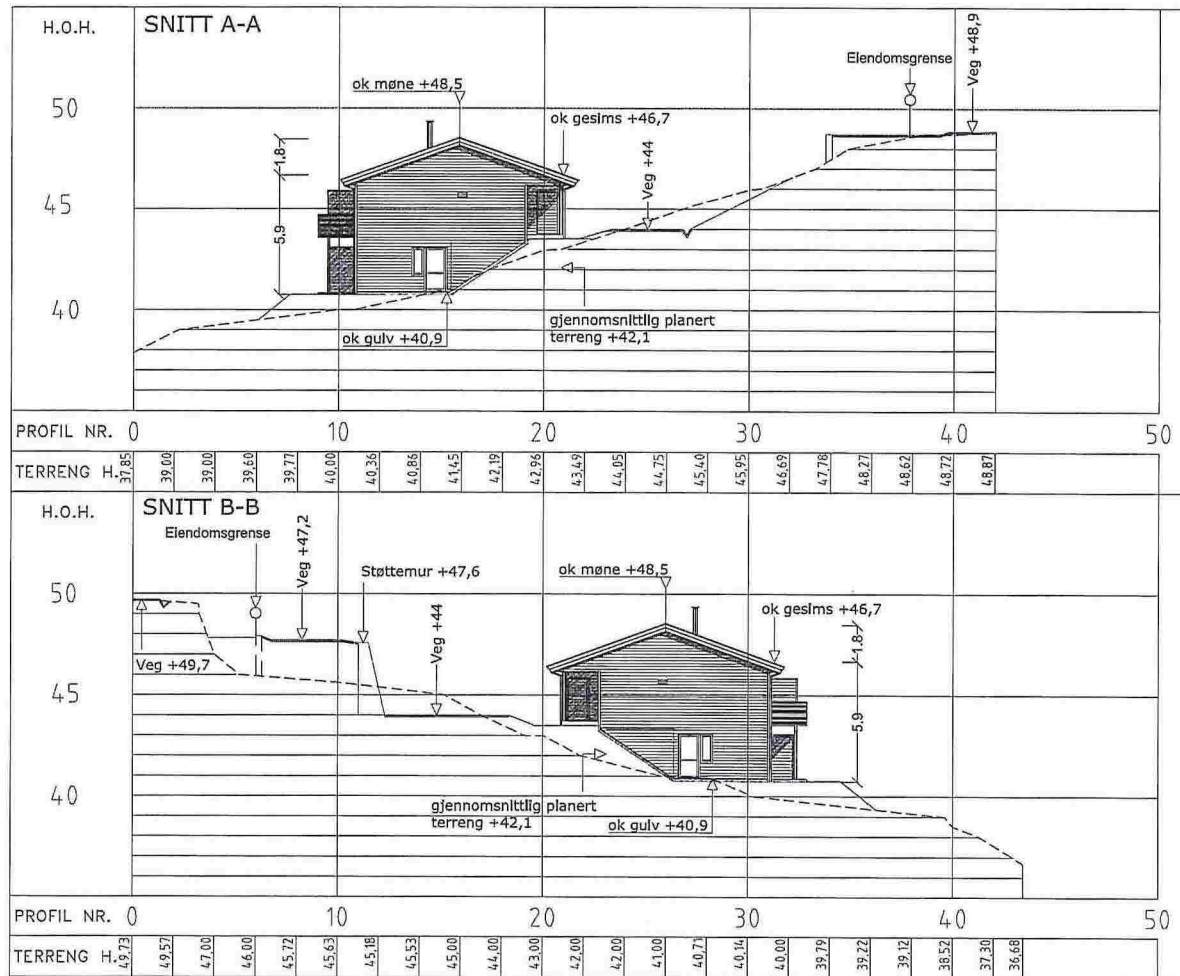 H.O.H.
SNITT A-A
50
45
40
ok møne +48,5
ok gesims +46,7
Veg +44
Eiendomsgrense
Veg +48,9
1.8
5.9
ok gulv +40,9
gjennomsnittlig planert
terreng +42,1
PROFIL NR. 0 10 20 30 40 50
TERRENG H. 37,85 39,00 39,00 39,60 39,77 40,00 40,36 40,86 41,45 42,19 42,96 43,49 44,05 44,75 45,40 45,95 46,69 47,78 48,27 48,62 48,72 48,87
H.O.H.
SNITT B-B
50
45
40
Eiendomsgrense
Veg +47,2
Støttemur +47,6
Veg +44
Veg +49,7
ok møne +48,5
ok gesims +46,7
1.8
5.9
gjennomsnittlig planert
terreng +42,1
ok gulv +40,9
PROFIL NR. 0 10 20 30 40 50
TERRENG H. 49,73 49,57 47,00 46,00 45,72 45,63 45,18 45,53 45,00 44,00 43,00 42,00 42,00 41,00 40,71 40,14 40,00 39,79 39,22 39,12 38,52 37,30 36,68